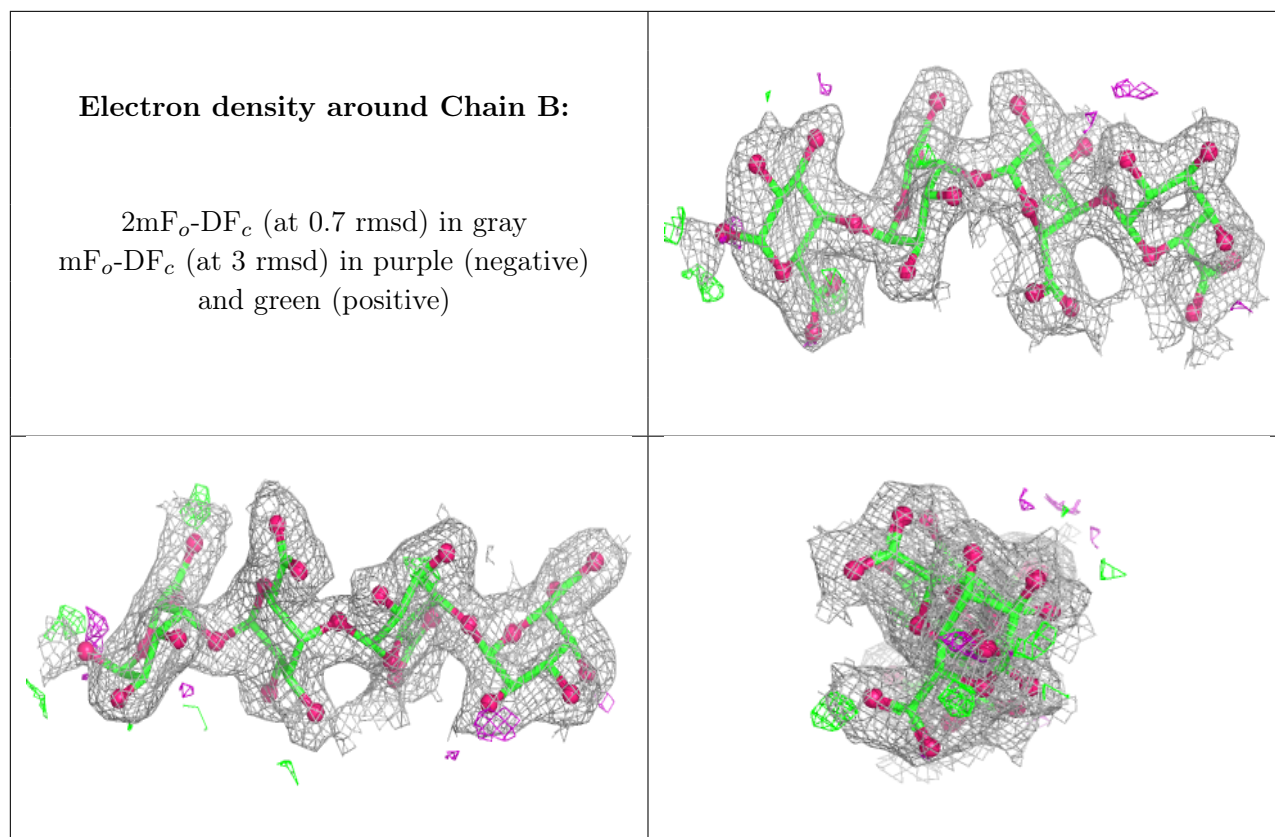 Electron density around Chain B:
2mFₒ-DF𝒸 (at 0.7 rmsd) in gray
mFₒ-DF𝒸 (at 3 rmsd) in purple (negative)
and green (positive)